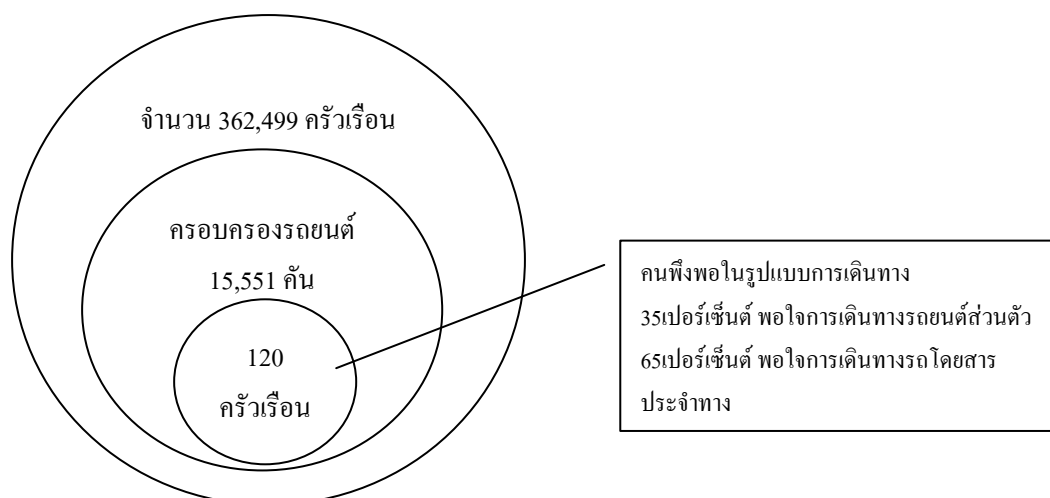 จำนวน 362,499 ครัวเรือน
ครอบครองรถยนต์
15,551 คัน
120
ครัวเรือน
คนพึงพอในรูปแบบการเดินทาง
35เปอร์เซ็นต์ พอใจการเดินทางรถยนต์ส่วนตัว
65เปอร์เซ็นต์ พอใจการเดินทางรถโดยสาร
ประจำทาง